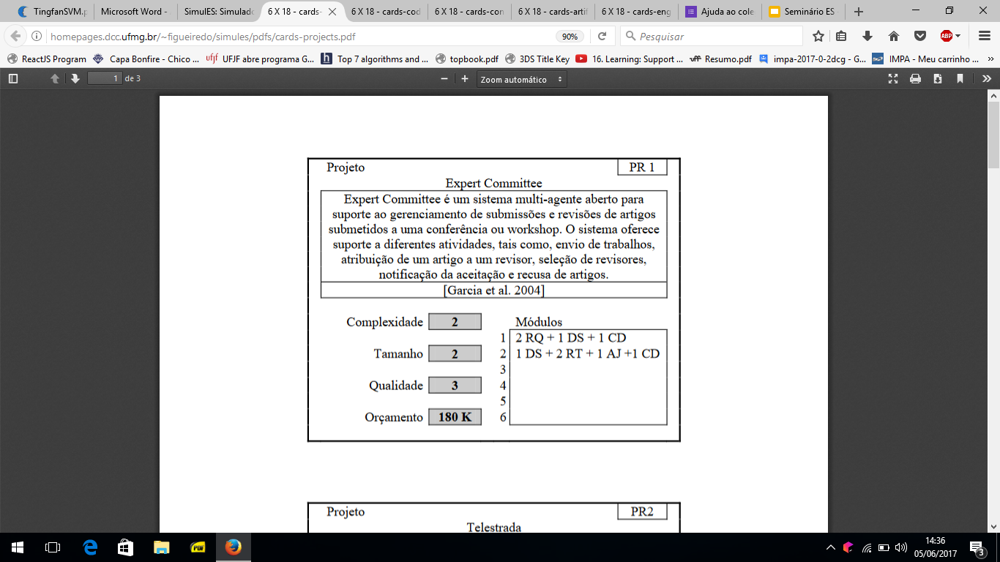 TingfanSVM.p
Microsoft Word -
SimulES: Simulado
6 X 18 - cards-
6 X 18 - cards-cod
6 X 18 - cards-con
6 X 18 - cards-artif
6 X 18 - cards-eng
Ajuda ao cole
Seminário ES -
homepages.dcc.ufmg.br/~figueiredo/simules/pdfs/cards-projects.pdf
90%
Pesquisar
ABP
ReactJS Program
Capa Bonfire - Chico ...
ufjf UFJF abre programa G...
h Top 7 algorithms and ...
topbook.pdf
3DS Title Key
16. Learning: Support ...
Resumo.pdf
impa-2017-0-2dcg - G...
IMPA - Meu carrinho ...
1 de 3
Zoom automático
Projeto PR 1
Expert Committee
Expert Committee é um sistema multi-agente aberto para
suporte ao gerenciamento de submissões e revisões de artigos
submetidos a uma conferência ou workshop. O sistema oferece
suporte a diferentes atividades, tais como, envio de trabalhos,
atribuição de um artigo a um revisor, seleção de revisores,
notificação da aceitação e recusa de artigos.
[Garcia et al. 2004]
Complexidade 2
Tamanho 2
Qualidade 3
Orçamento 180 K
Módulos
1 2 RQ + 1 DS + 1 CD
2 1 DS + 2 RT + 1 AJ +1 CD
3
4
5
6
Projeto PR2
Telestrada
PDF
14:36
05/06/2017
3